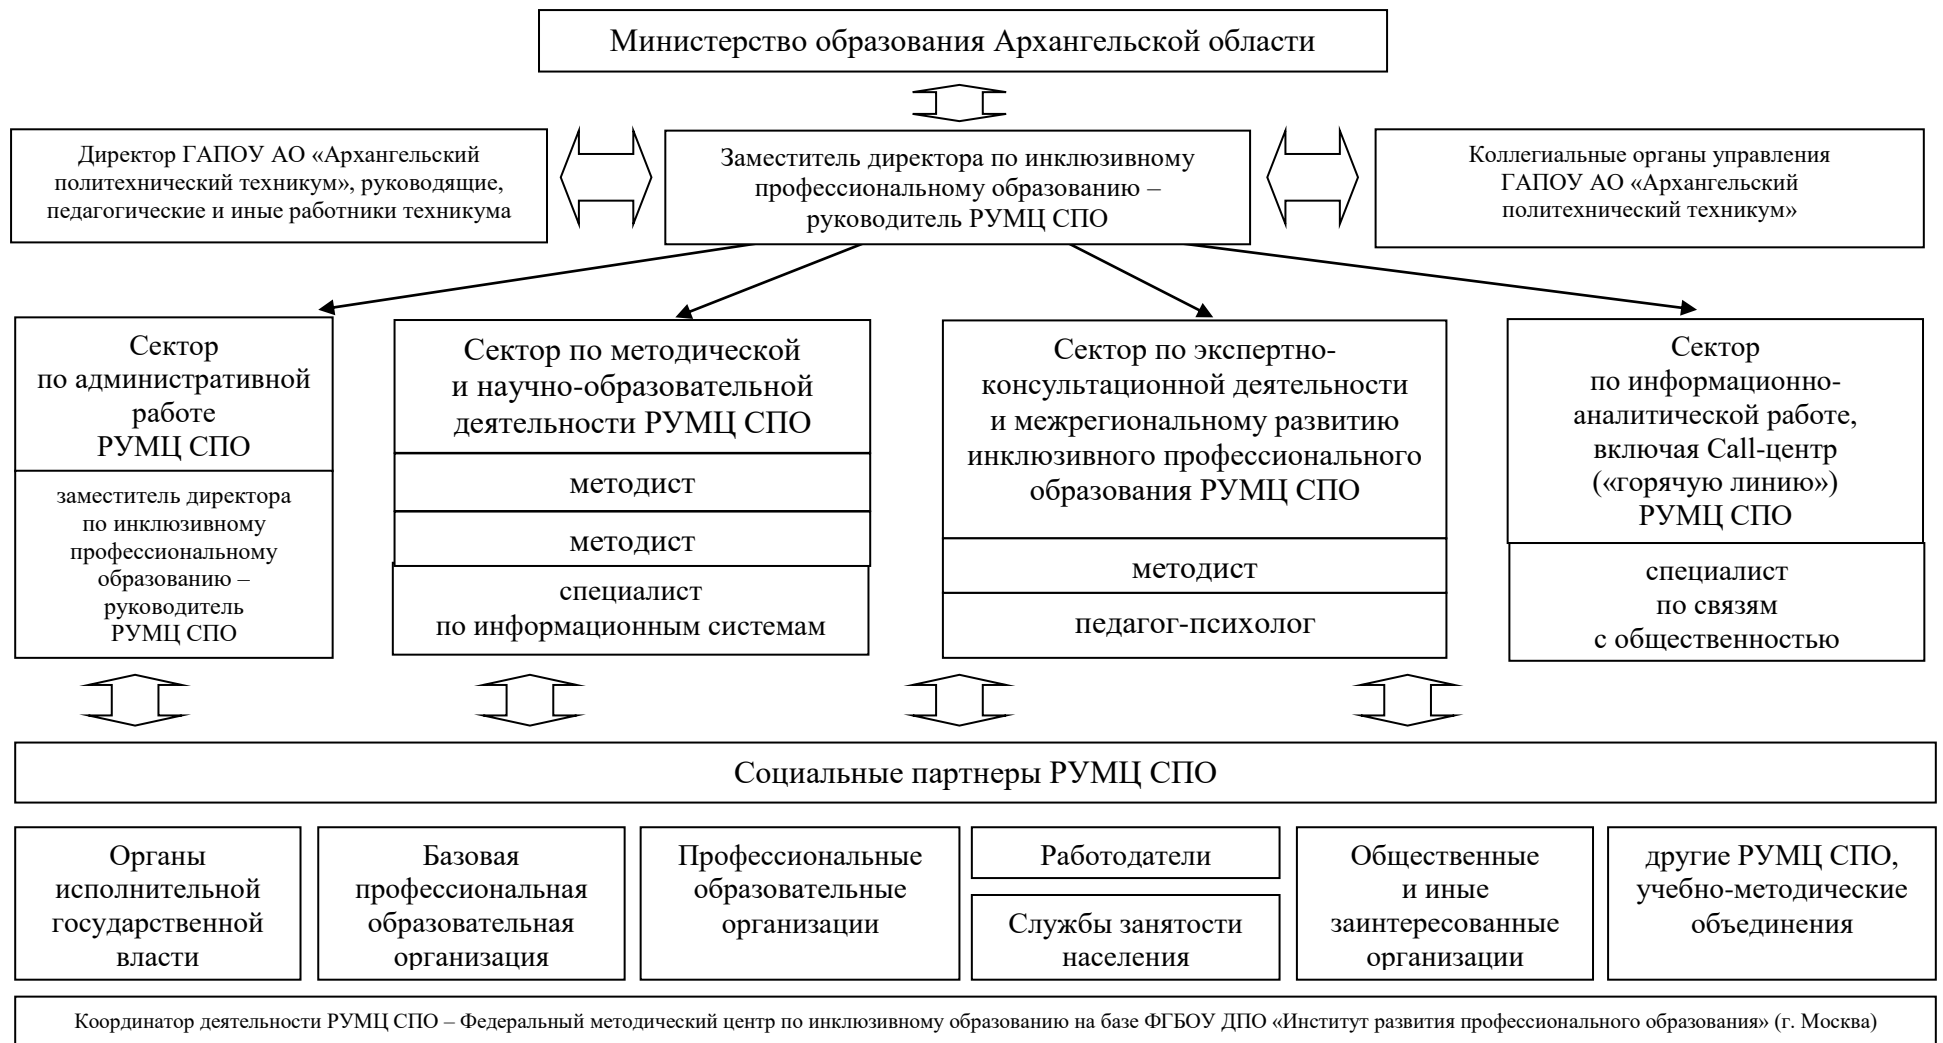 Министерство образования Архангельской области
Директор ГАПОУ АО «Архангельский
политехнический техникум», руководящие,
педагогические и иные работники техникума
Заместитель директора по инклюзивному
профессиональному образованию –
руководитель РУМЦ СПО
Коллегиальные органы управления
ГАПОУ АО «Архангельский
политехнический техникум»
Сектор
по административной
работе
РУМЦ СПО
заместитель директора
по инклюзивному
профессиональному
образованию –
руководитель
РУМЦ СПО
Сектор по методической
и научно-образовательной
деятельности РУМЦ СПО
методист
методист
специалист
по информационным системам
Сектор по экспертно-
консультационной деятельности
и межрегиональному развитию
инклюзивного профессионального
образования РУМЦ СПО
методист
педагог-психолог
Сектор
по информационно-
аналитической работе,
включая Call-центр
(«горячую линию»)
РУМЦ СПО
специалист
по связям
с общественностью
Социальные партнеры РУМЦ СПО
Органы
исполнительной
государственной
власти
Базовая
профессиональная
образовательная
организация
Профессиональные
образовательные
организации
Работодатели
Службы занятости
населения
Общественные
и иные
заинтересованные
организации
другие РУМЦ СПО,
учебно-методические
объединения
Координатор деятельности РУМЦ СПО – Федеральный методический центр по инклюзивному образованию на базе ФГБОУ ДПО «Институт развития профессионального образования» (г. Москва)